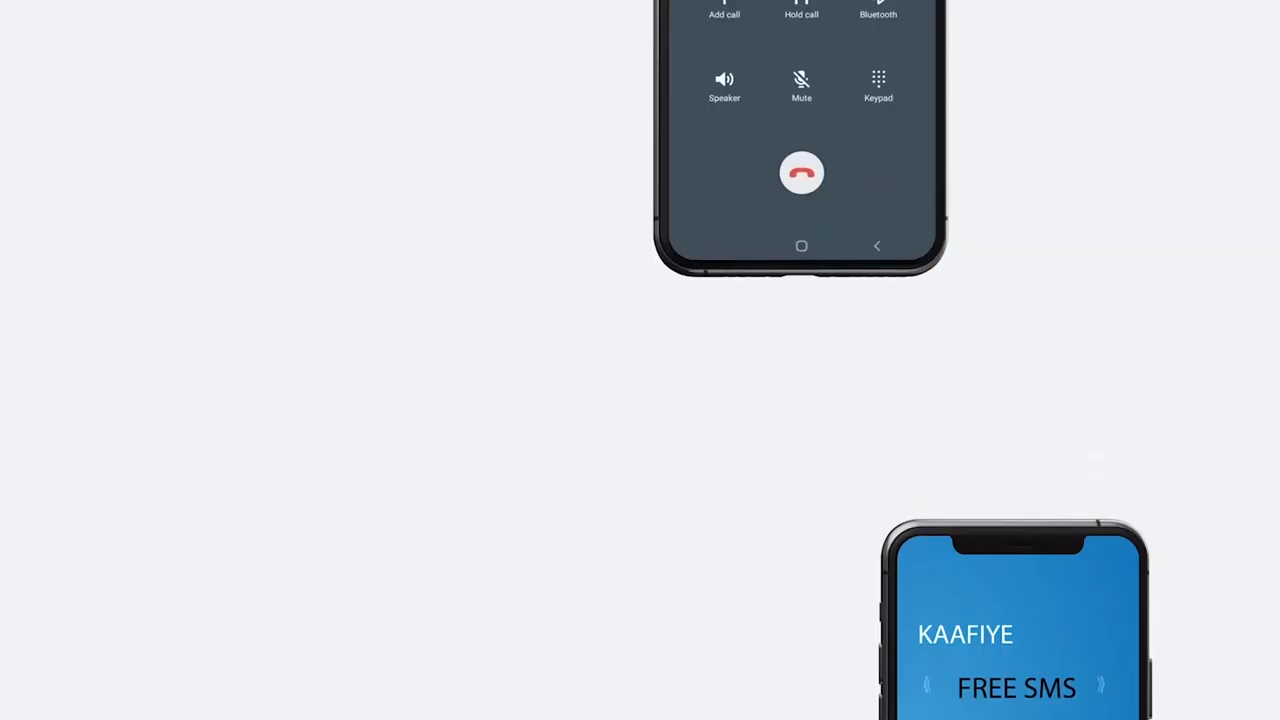 Add call Hold call Bluetooth
Speaker Mute Keypad
KAAFIYE
FREE SMS